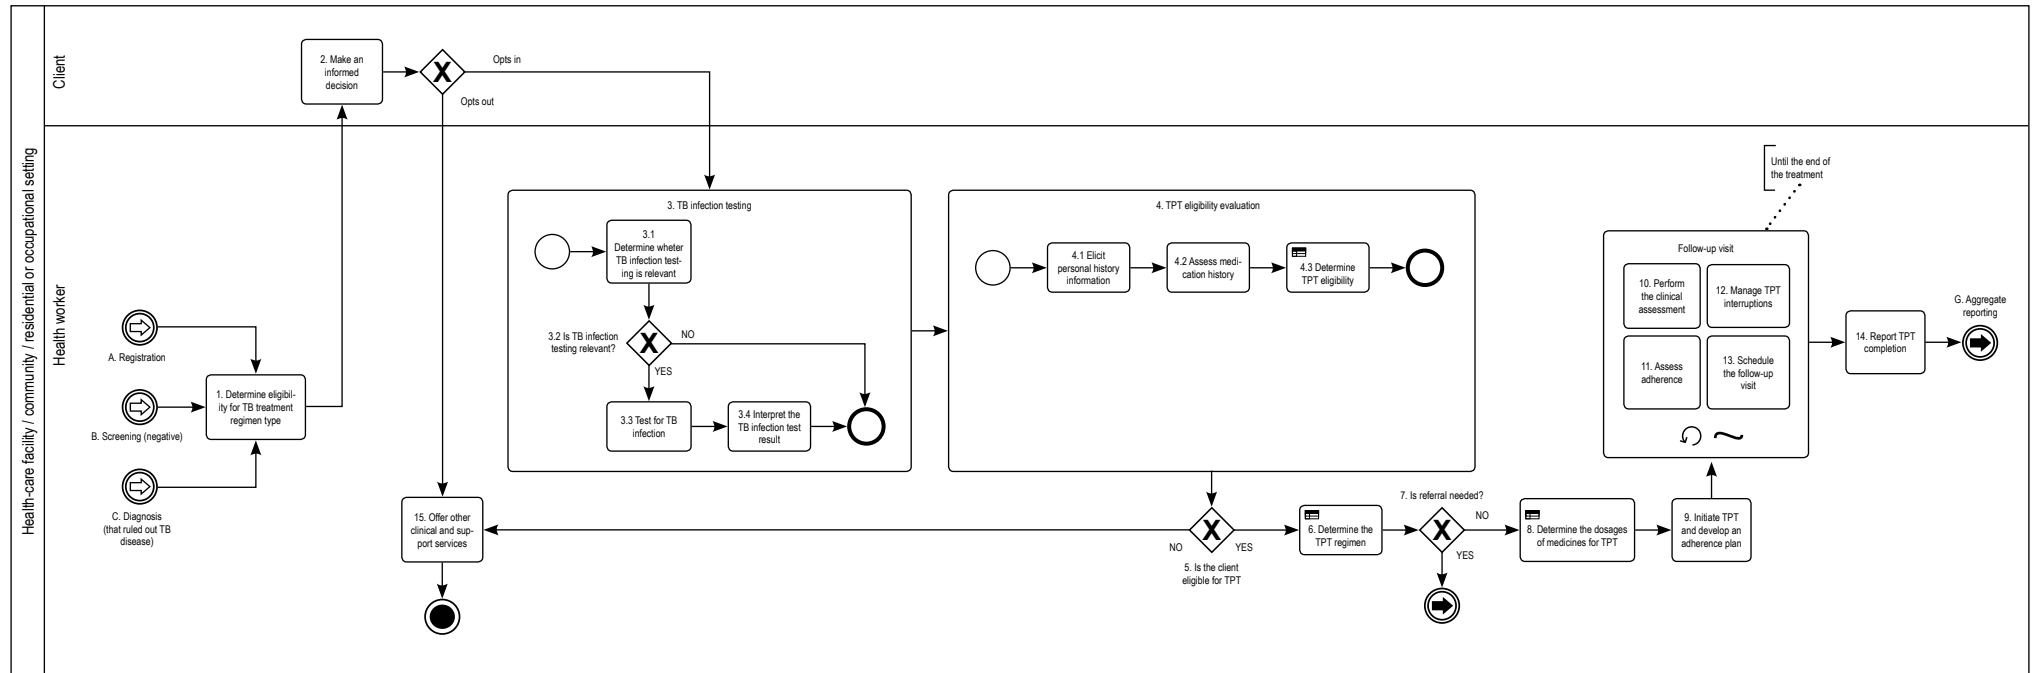 Health-care facility / community / residential or occupational setting
Client
2. Make an
informed
decision
X
Opts in
Opts out
Health worker
A. Registration
B. Screening (negative)
C. Diagnosis
(that ruled out TB
disease)
1. Determine eligibil-
ity for TB treatment
regimen type
3. TB infection testing
3.1
Determine wheter
TB infection test-
ing is relevant
3.2 Is TB infection
testing relevant?
X
NO
YES
3.3 Test for TB
infection
3.4 Interpret the
TB infection test
result
4. TPT eligibility evaluation
4.1 Elicit
personal history
information
4.2 Assess medi-
cation history
4.3 Determine
TPT eligibility
15. Offer other
clinical and sup-
port services
X
NO
YES
5. Is the client
eligible for TPT
6. Determine the
TPT regimen
7. Is referral needed?
X
NO
YES
8. Determine the dosages
of medicines for TPT
9. Initiate TPT
and develop an
adherence plan
Until the end of
the treatment
Follow-up visit
10. Perform
the clinical
assessment
12. Manage TPT
interruptions
11. Assess
adherence
13. Schedule
the follow-up
visit
14. Report TPT
completion
G. Aggregate
reporting